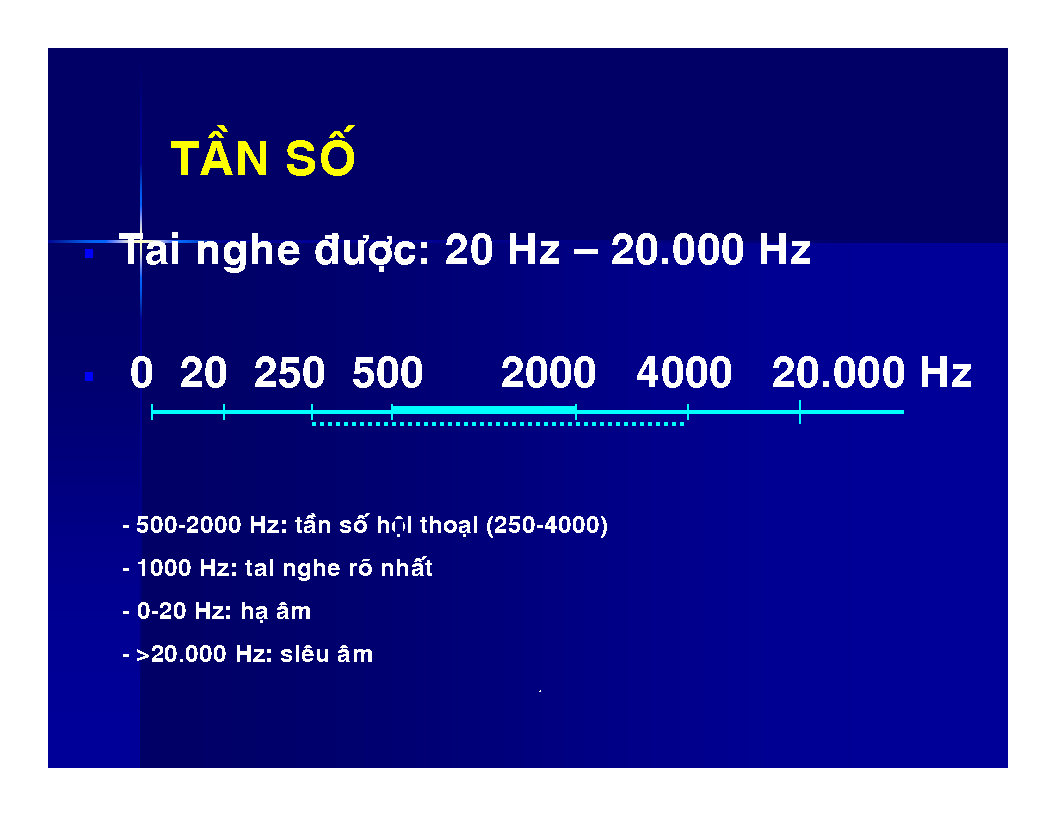 TẦN SỐ
Tai nghe được: 20 Hz – 20.000 Hz
0 20 250 500 2000 4000 20.000 Hz
- 500-2000 Hz: tần số hội thoại (250-4000)
- 1000 Hz: tai nghe rõ nhất
- 0-20 Hz: hạ âm
- >20.000 Hz: siêu âm